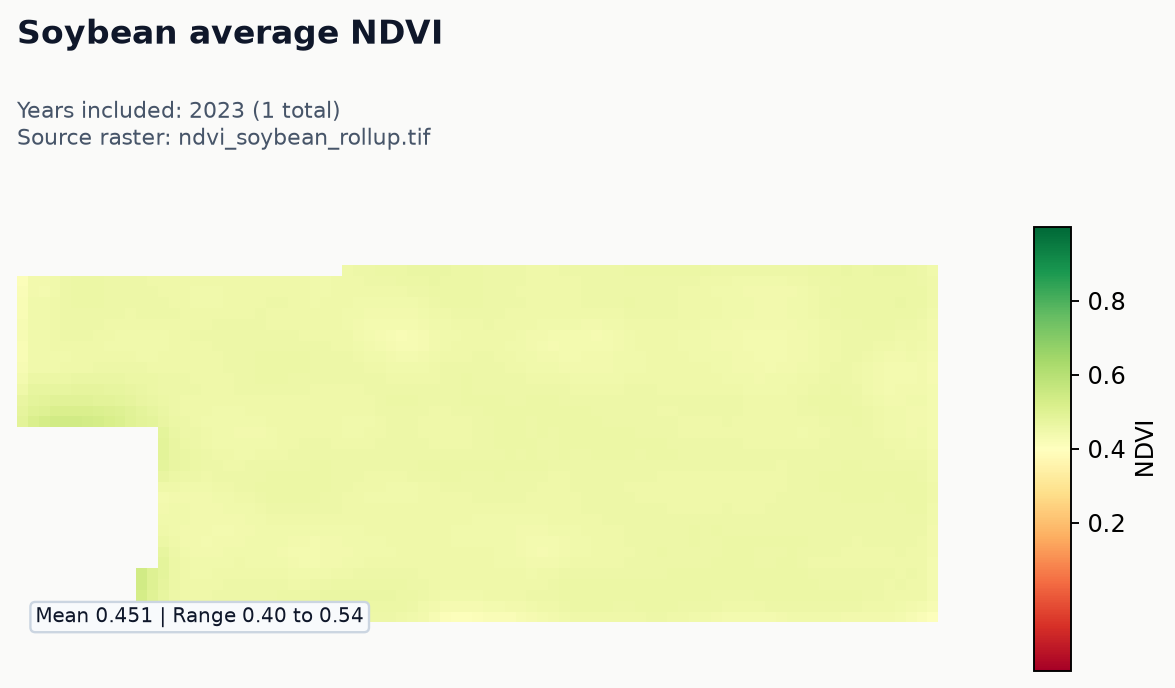 Soybean average NDVI
Years included: 2023 (1 total)
Source raster: ndvi_soybean_rollup.tif
0.8
0.6
0.4
0.2
NDVI
Mean 0.451 | Range 0.40 to 0.54